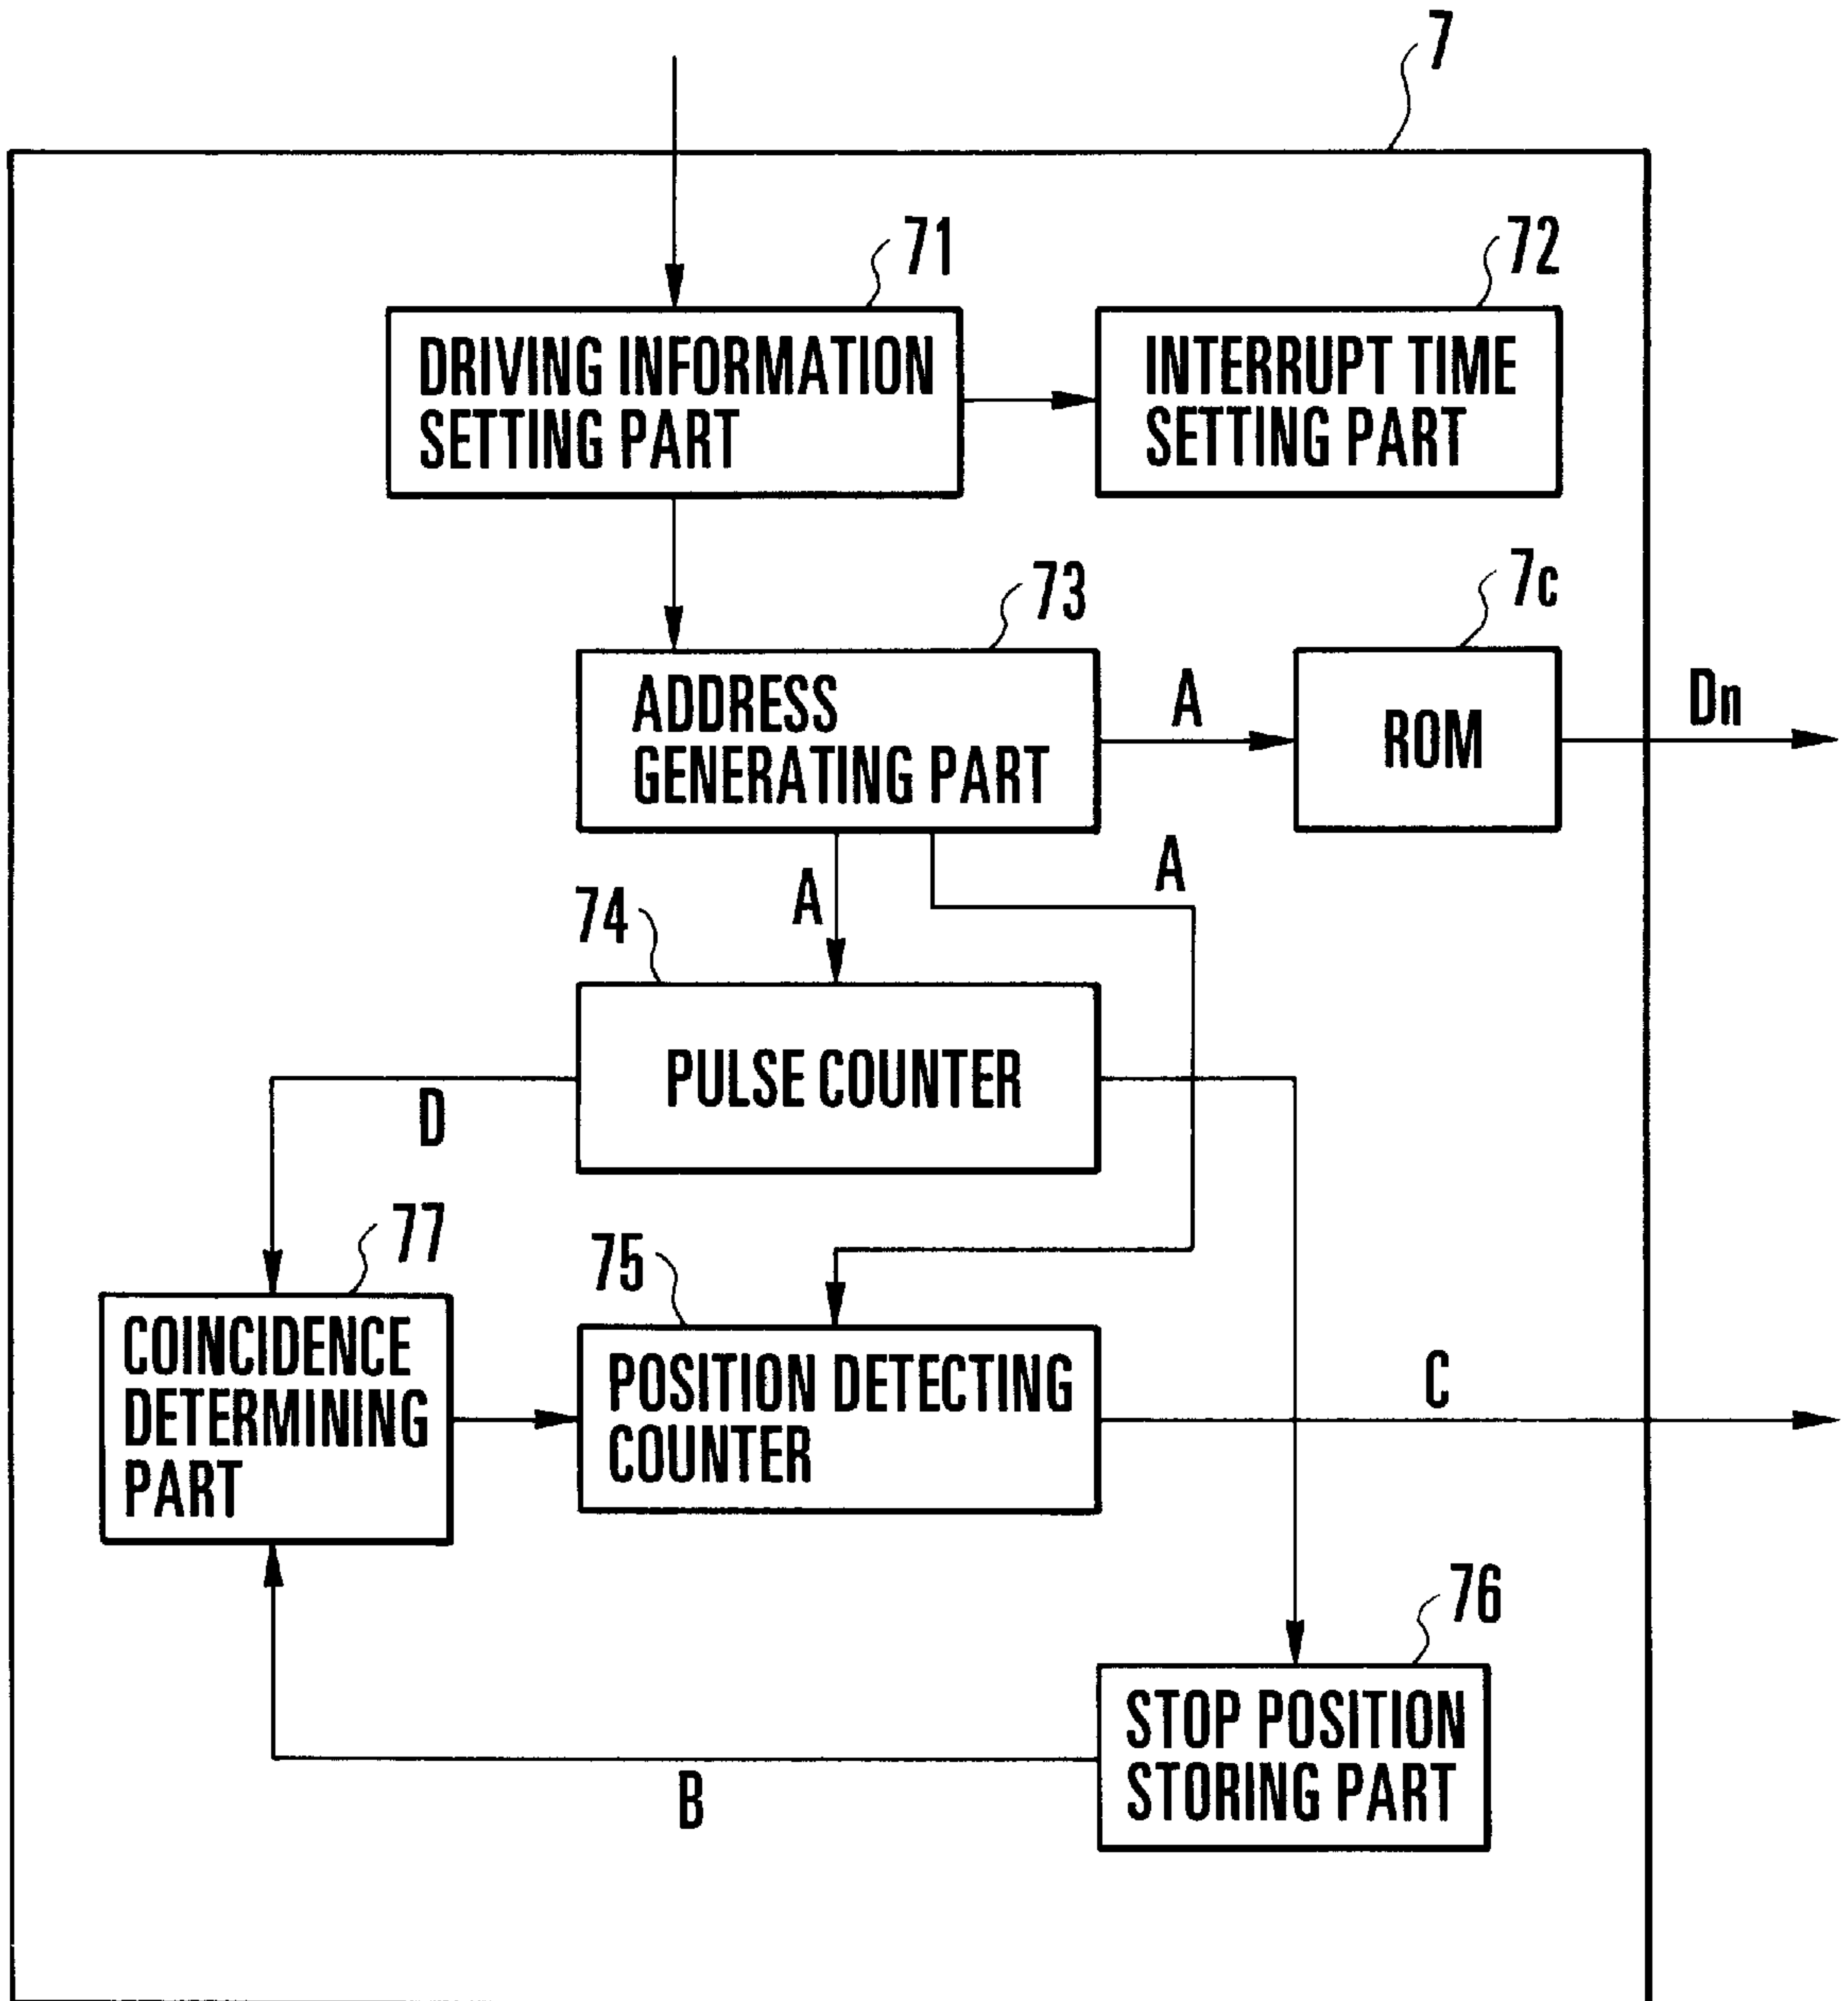 7
71
DRIVING INFORMATION
SETTING PART
72
INTERRUPT TIME
SETTING PART
73
ADDRESS
GENERATING PART
A
7c
ROM
Dn
A
A
74
PULSE COUNTER
D
77
COINCIDENCE
DETERMINING
PART
75
POSITION DETECTING
COUNTER
C
76
STOP POSITION
STORING PART
B